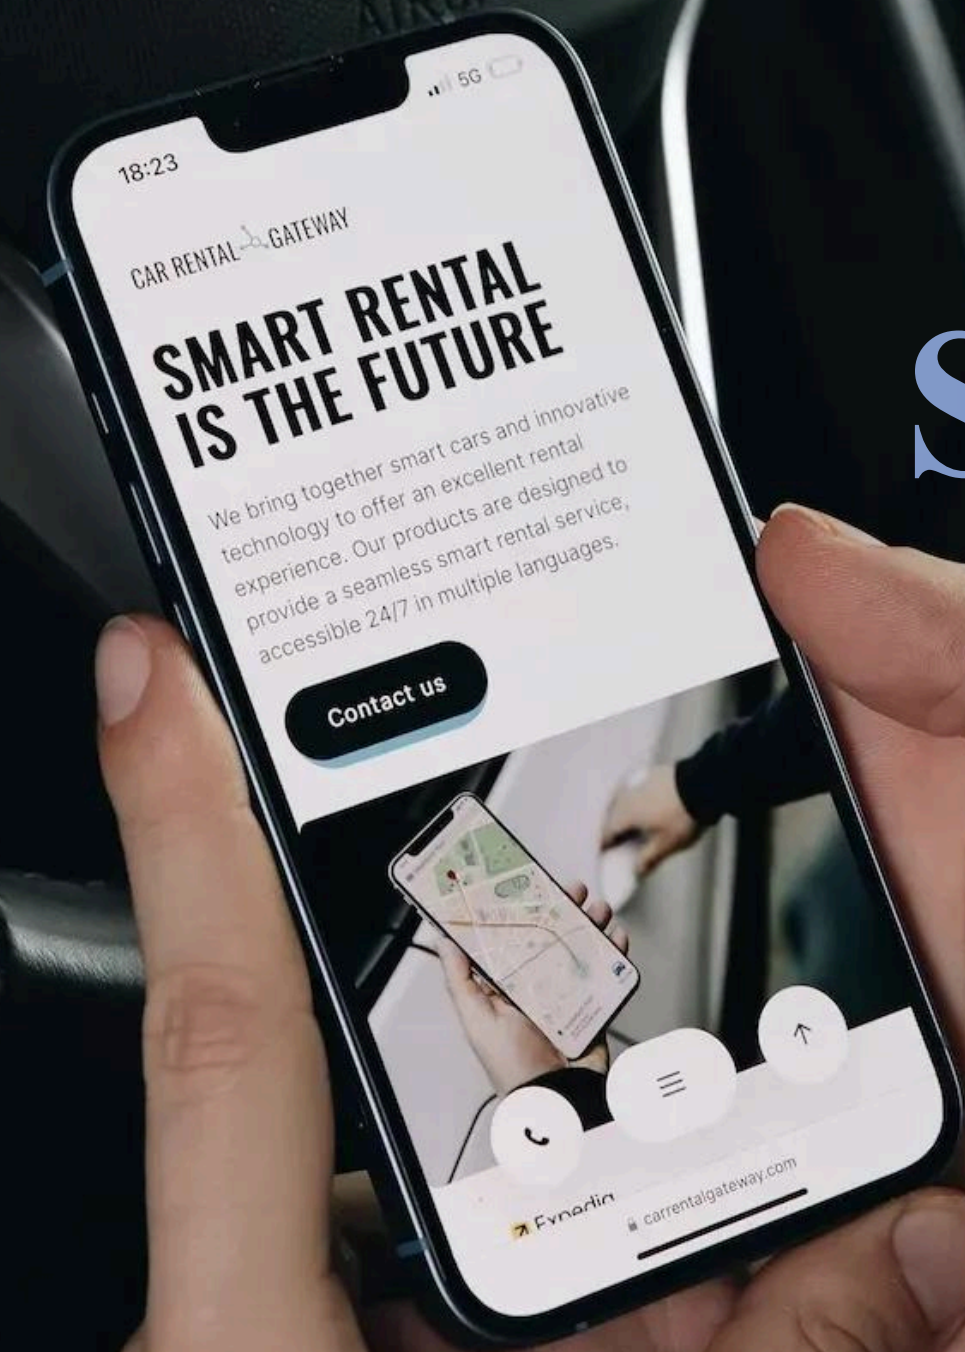 18:23
5G
CAR RENTAL GATEWAY
SMART RENTAL
IS THE FUTURE
We bring together smart cars and innovative
technology to offer an excellent rental
experience. Our products are designed to
provide a seamless smart rental service,
accessible 24/7 in multiple languages.
Contact us
Expedia
carrentalgateway.com
S